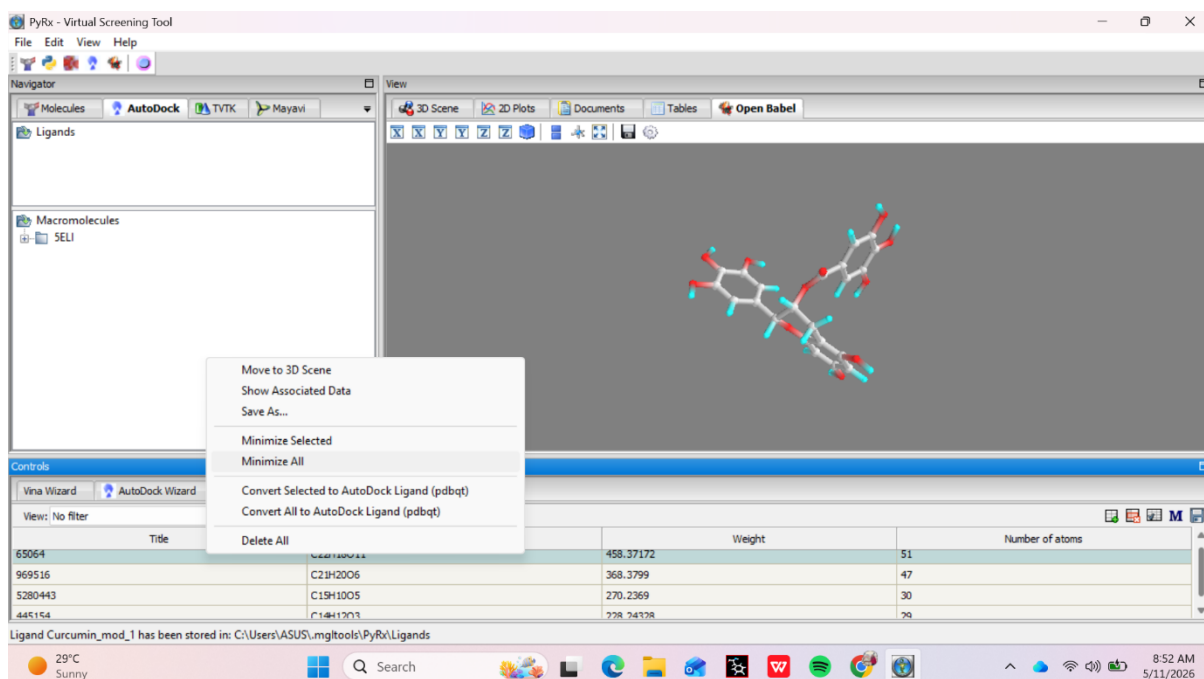 PyRx - Virtual Screening Tool
File Edit View Help
Navigator
View
Molecules AutoDock TVTK Mayavi
3D Scene 2D Plots Documents Tables Open Babel
Ligands
X X Y Y Z Z
Macromolecules
5ELI
Move to 3D Scene
Show Associated Data
Save As...
Minimize Selected
Minimize All
Convert Selected to AutoDock Ligand (pdbqt)
Convert All to AutoDock Ligand (pdbqt)
Delete All
Controls
Vina Wizard AutoDock Wizard
View: No filter
M
Title Weight Number of atoms
65064 C22H18O11 458.37172 51
969516 C21H20O6 368.3799 47
5280443 C15H10O5 270.2369 30
445154 C14H12O3 228.24328 29
Ligand Curcumin_mod_1 has been stored in: C:\Users\ASUS\.mgltools\PyRx\Ligands
29°C
Sunny
Search
W
8:52 AM
5/11/2026